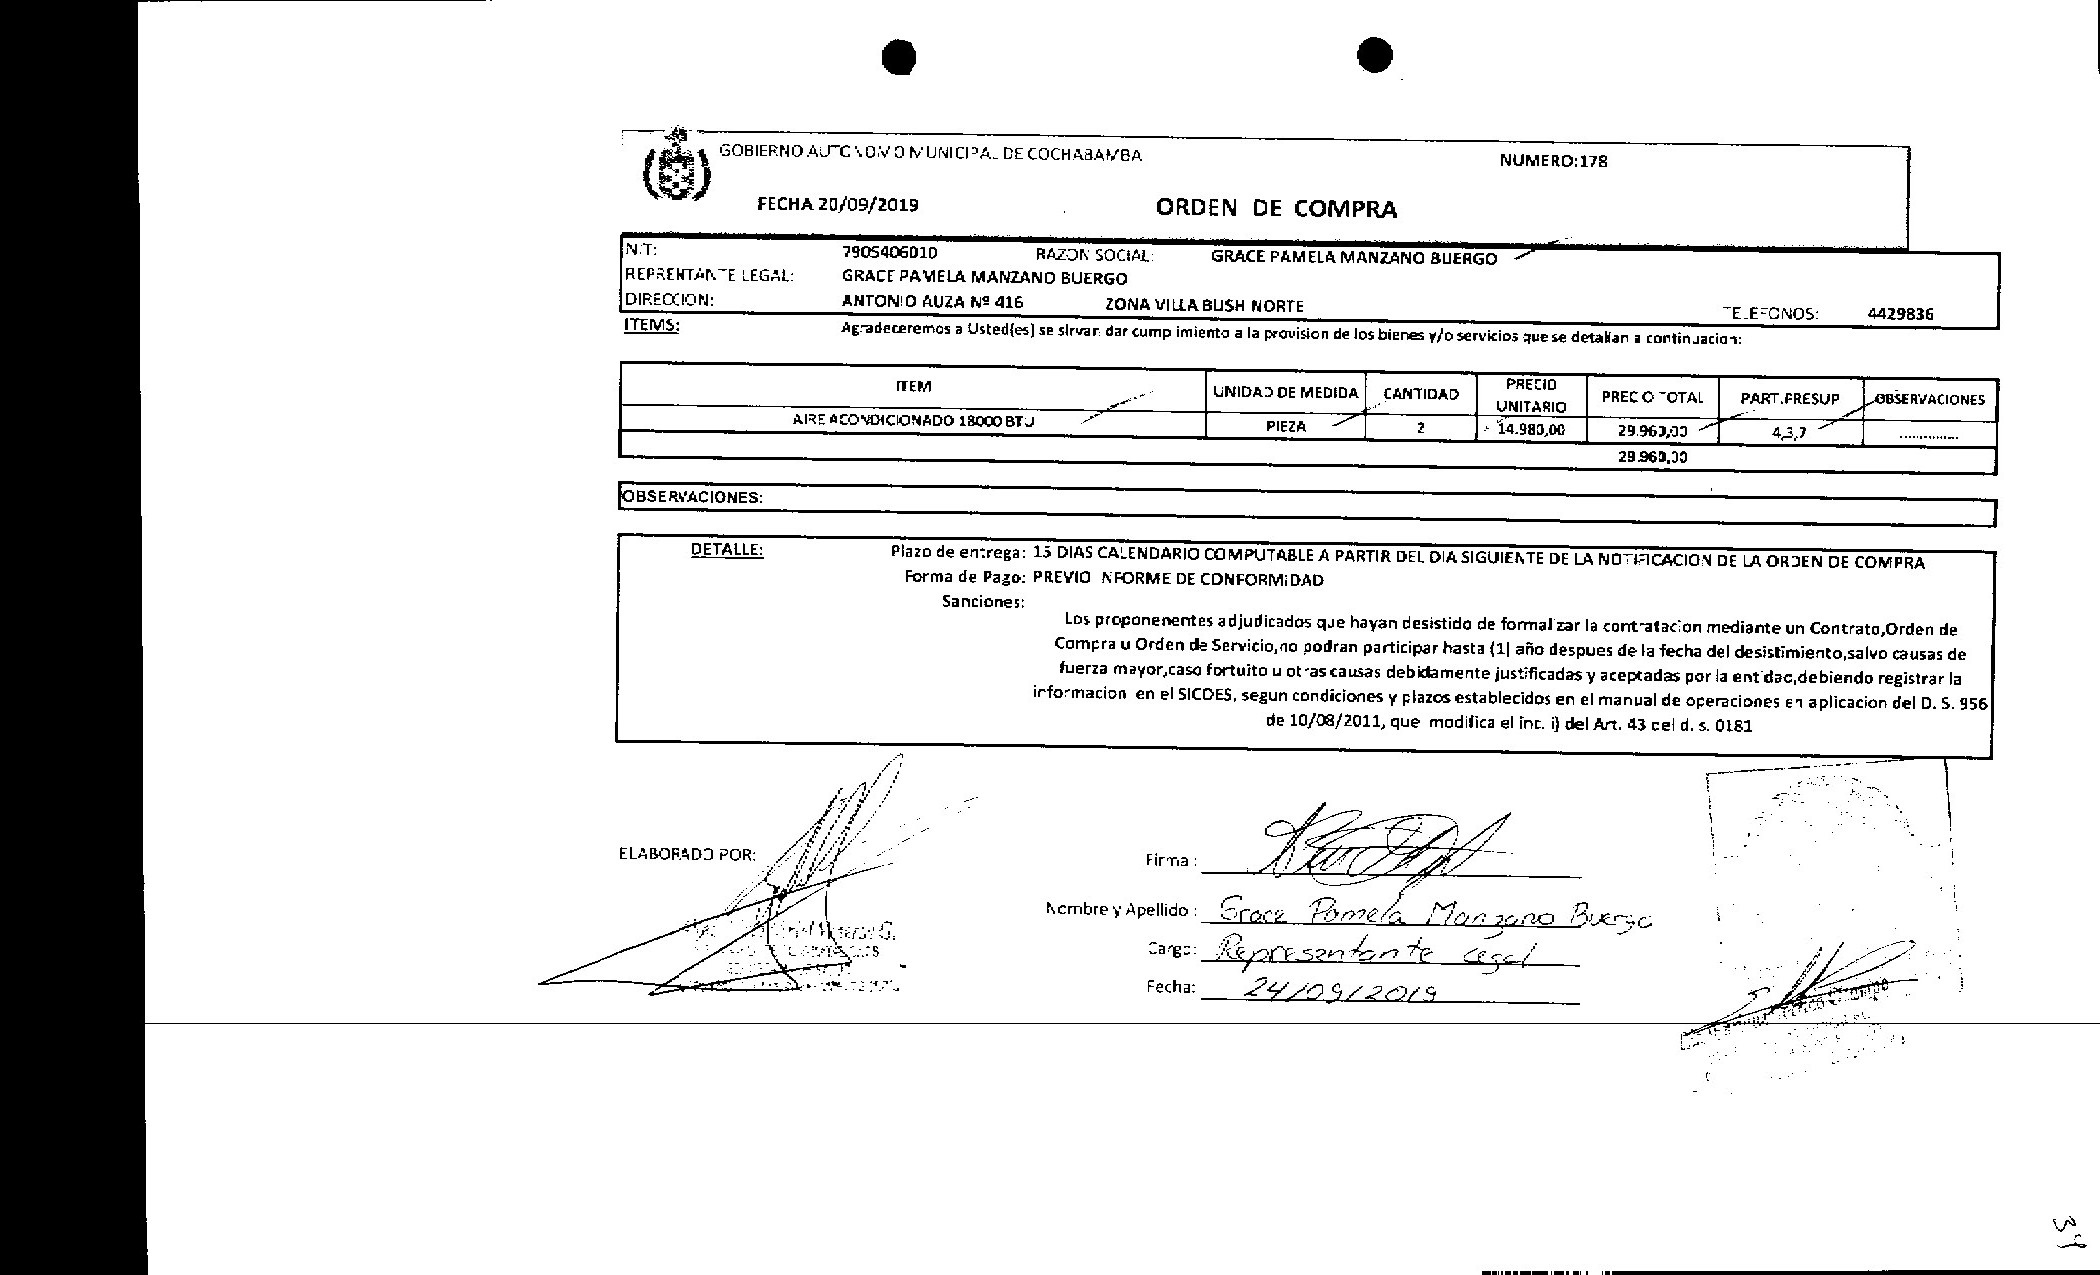 GOBIERNO AUTONOMO MUNICIPAL DE COCHABAMBA
NUMERO:178
FECHA 20/09/2019
ORDEN DE COMPRA
N.I.T: 7905406010 RAZON SOCIAL: GRACE PAMELA MANZANO BUERGO
REPRENTANTE LEGAL: GRACE PAMELA MANZANO BUERGO
DIRECCION: ANTONIO AUZA Nº 416 ZONA VILLA BUSH NORTE TELEFONOS: 4429836
ITEMS: Agradeceremos a Usted(es) se sirvan dar cumplimiento a la provision de los bienes y/o servicios que se detallan a continuacion:
ITEM UNIDAD DE MEDIDA CANTIDAD PRECIO UNITARIO PRECIO TOTAL PART.PRESUP OBSERVACIONES
AIRE ACONDICIONADO 18000 BTU PIEZA 2 14.980,00 29.960,00 4,3,7 ..............
29.960,00
OBSERVACIONES:
DETALLE: Plazo de entrega: 15 DIAS CALENDARIO COMPUTABLE A PARTIR DEL DIA SIGUIENTE DE LA NOTIFICACION DE LA ORDEN DE COMPRA
Forma de Pago: PREVIO INFORME DE CONFORMIDAD
Sanciones:
Los proponenentes adjudicados que hayan desistido de formalizar la contratacion mediante un Contrato,Orden de
Compra u Orden de Servicio,no podran participar hasta (1) año despues de la fecha del desistimiento,salvo causas de
fuerza mayor,caso fortuito u otras causas debidamente justificadas y aceptadas por la entidad,debiendo registrar la
informacion en el SICOES, segun condiciones y plazos establecidos en el manual de operaciones en aplicacion del D. S. 956
de 10/08/2011, que modifica el inc. i) del Art. 43 del d. s. 0181
ELABORADO POR:
Firma :
Nombre y Apellido : Grace Pamela Manzano Buergo
Cargo: Representante Legal
Fecha: 24/09/2019